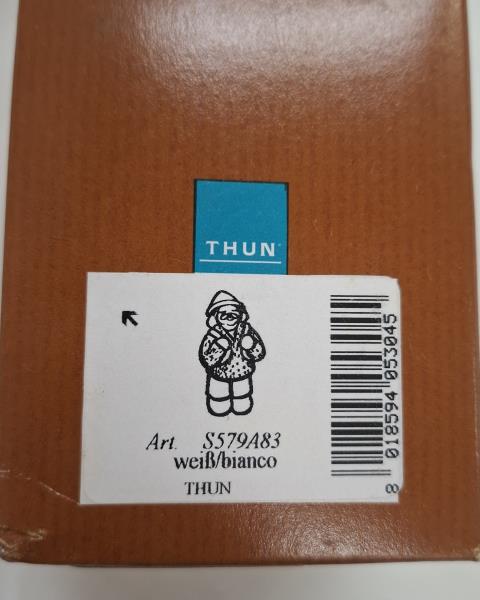 THUN
Art. S579A83
weiß/bianco
THUN
8 018594 053045